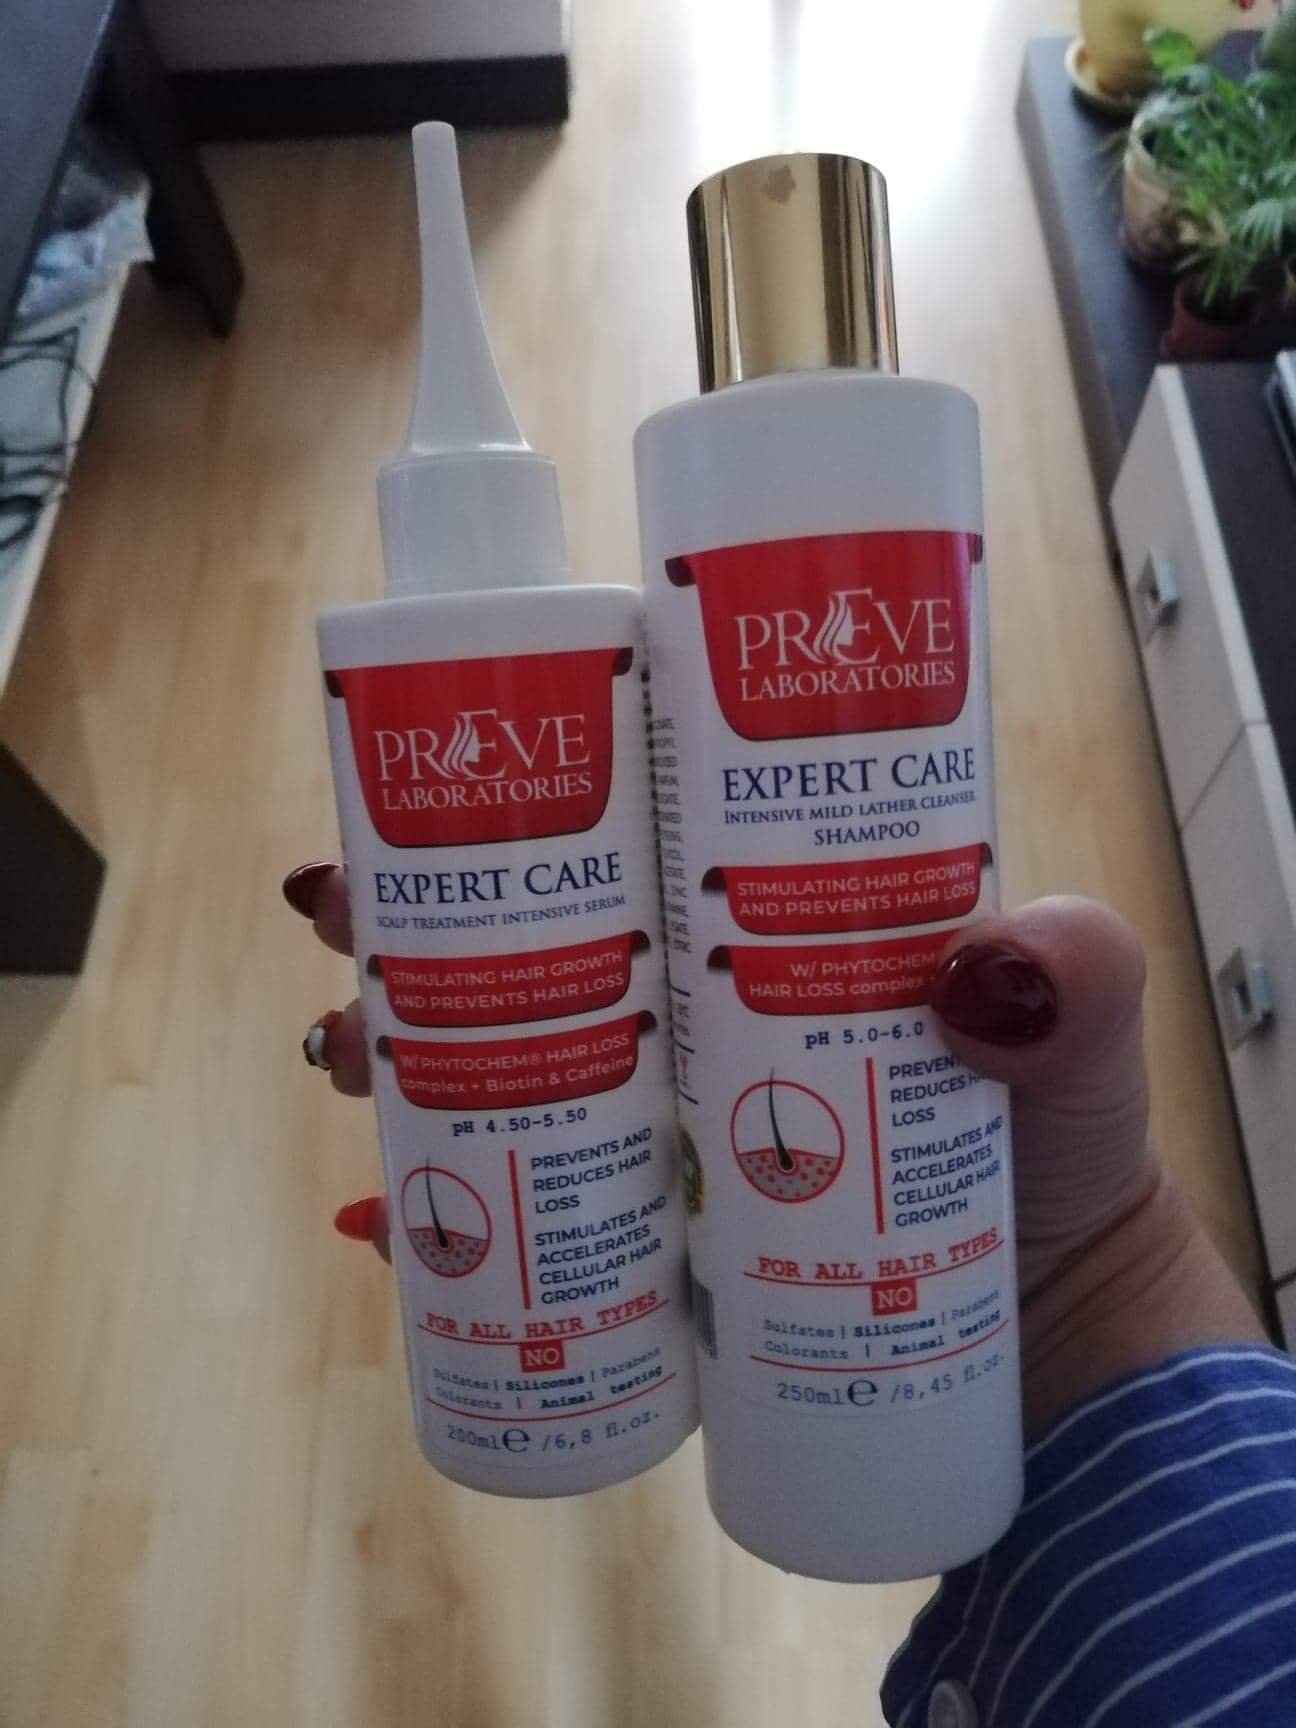 PREVE
LABORATORIES
EXPERT CARE
SCALP TREATMENT INTENSIVE SERUM
STIMULATING HAIR GROWTH
AND PREVENTS HAIR LOSS
W/ PHYTOCHEM® HAIR LOSS
complex + Biotin & Caffeine
pH 4.50-5.50
PREVENTS AND
REDUCES HAIR
LOSS
STIMULATES AND
ACCELERATES
CELLULAR HAIR
GROWTH
FOR ALL HAIR TYPES
NO
Sulfates | Silicones | Parabens
Colorants | Animal testing
200ml e /6,8 fl.oz.
PREVE
LABORATORIES
EXPERT CARE
INTENSIVE MILD LATHER CLEANSER
SHAMPOO
STIMULATING HAIR GROWTH
AND PREVENTS HAIR LOSS
W/ PHYTOCHEM
HAIR LOSS complex
pH 5.0-6.0
PREVEN
REDUCES HA
LOSS
STIMULATES AND
ACCELERATES
CELLULAR HAIR
GROWTH
FOR ALL HAIR TYPES
NO
Sulfates | Silicones | Parabens
Colorants | Animal testing
250ml e /8,45 fl.oz.